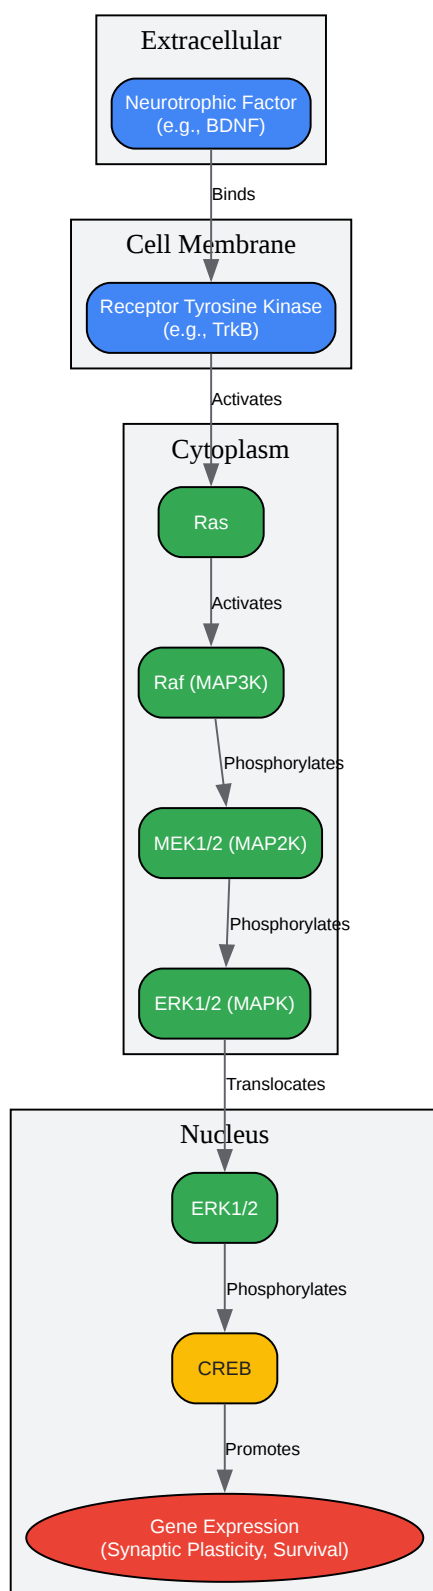 Extracellular
Neurotrophic Factor
(e.g., BDNF)
Binds
Cell Membrane
Receptor Tyrosine Kinase
(e.g., TrkB)
Activates
Cytoplasm
Ras
Activates
Raf (MAP3K)
Phosphorylates
MEK1/2 (MAP2K)
Phosphorylates
ERK1/2 (MAPK)
Translocates
Nucleus
ERK1/2
Phosphorylates
CREB
Promotes
Gene Expression
(Synaptic Plasticity, Survival)